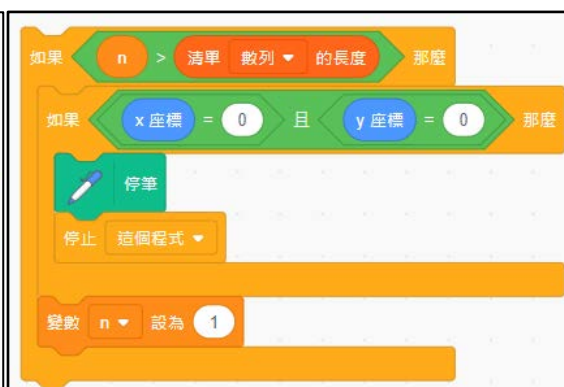 如果 n > 清單 數列 的長度 那麼
如果 x 座標 = 0 且 y 座標 = 0 那麼
停筆
停止 這個程式
變數 n 設為 1